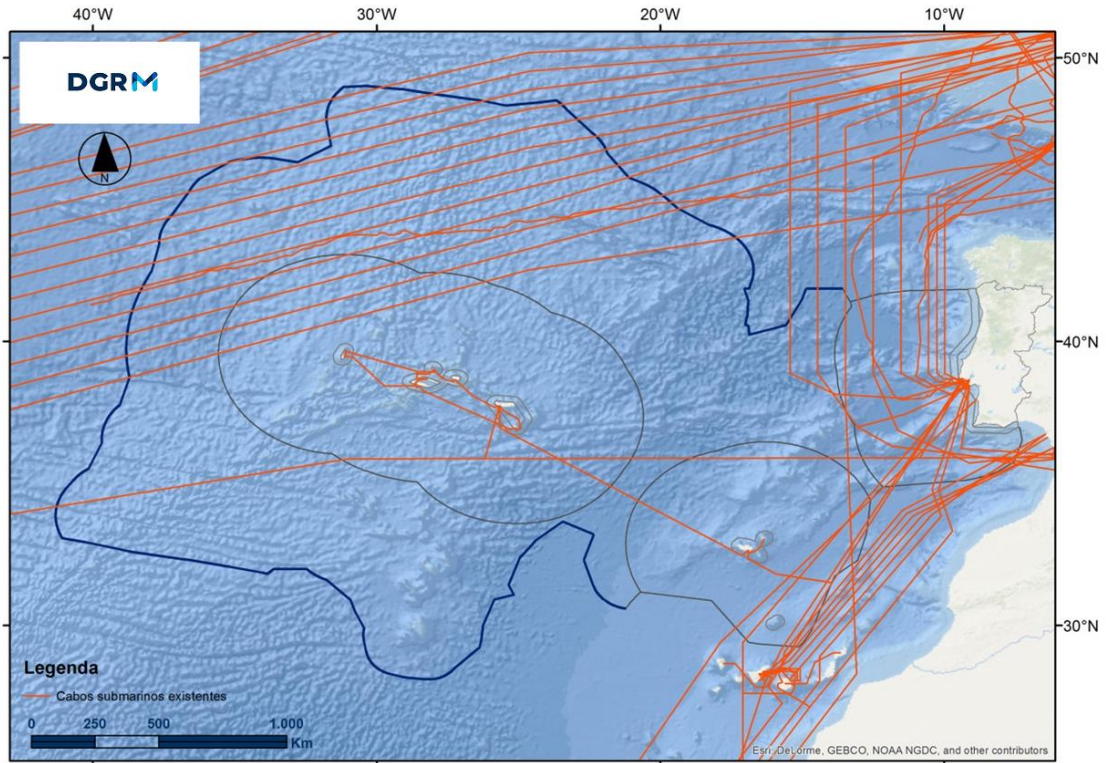 40°W 30°W 20°W 10°W
DGRM
50°N
N
40°N
30°N
Legenda
Cabos submarinos existentes
0 250 500 1.000
Km
Esri, DeLorme, GEBCO, NOAA NGDC, and other contributors